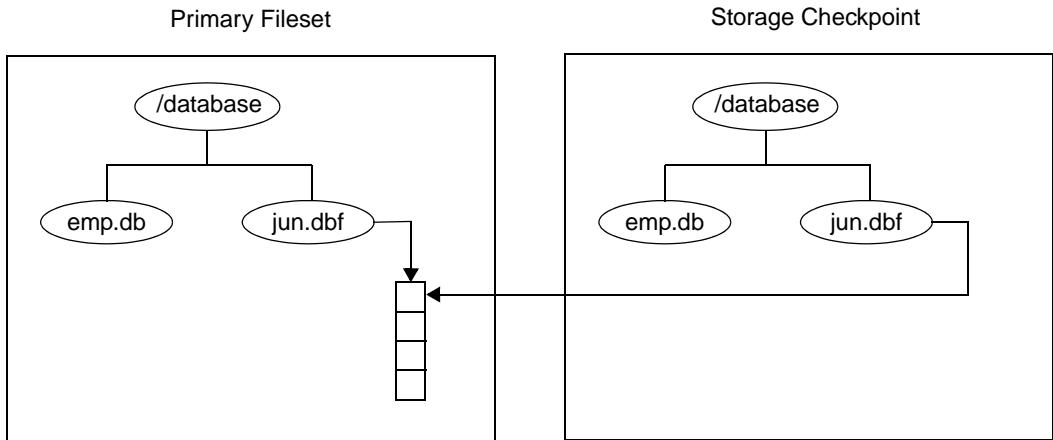 Primary Fileset
Storage Checkpoint
/database
/database
emp.db
jun.dbf
emp.db
jun.dbf